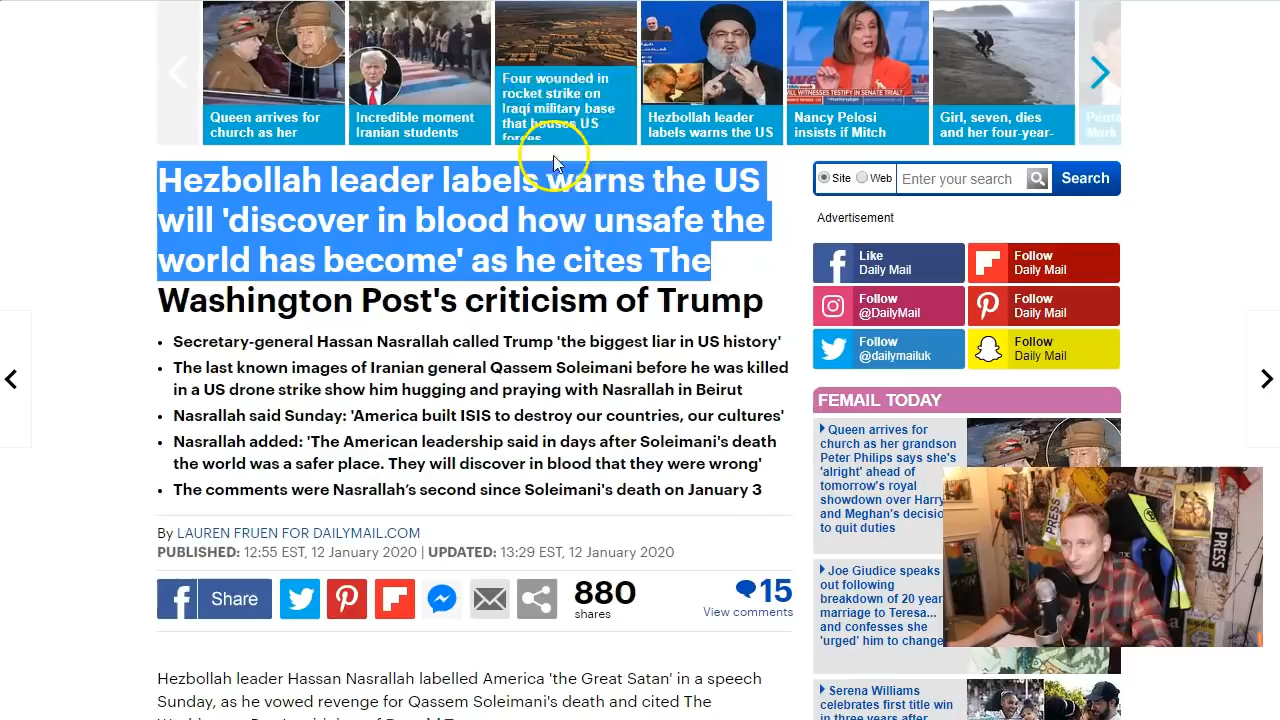 Queen arrives for
church as her
Incredible moment
Iranian students
Four wounded in
rocket strike on
Iraqi military base
that houses US
forces
Hezbollah leader
labels warns the US
WILL WITNESSES TESTIFY IN SENATE TRIAL?
Nancy Pelosi
insists if Mitch
Girl, seven, dies
and her four-year-
Hezbollah leader labels warns the US
will 'discover in blood how unsafe the
world has become' as he cites The
Washington Post's criticism of Trump
• Secretary-general Hassan Nasrallah called Trump 'the biggest liar in US history'
• The last known images of Iranian general Qassem Soleimani before he was killed
in a US drone strike show him hugging and praying with Nasrallah in Beirut
• Nasrallah said Sunday: 'America built ISIS to destroy our countries, our cultures'
• Nasrallah added: 'The American leadership said in days after Soleimani's death
the world was a safer place. They will discover in blood that they were wrong'
• The comments were Nasrallah’s second since Soleimani's death on January 3
By LAUREN FRUEN FOR DAILYMAIL.COM
PUBLISHED: 12:55 EST, 12 January 2020 | UPDATED: 13:29 EST, 12 January 2020
Share
880
shares
15
View comments
Hezbollah leader Hassan Nasrallah labelled America 'the Great Satan' in a speech
Sunday, as he vowed revenge for Qassem Soleimani's death and cited The
Site
Web
Enter your search
Search
Advertisement
Like
Daily Mail
Follow
Daily Mail
Follow
@DailyMail
Follow
Daily Mail
Follow
@dailymailuk
Follow
Daily Mail
FEMAIL TODAY
Queen arrives for
church as her grandson
Peter Philips says she's
'alright' ahead of
tomorrow's royal
showdown over Harry
and Meghan's decision
to quit duties
Joe Giudice speaks
out following
breakdown of 20 year
marriage to Teresa...
and confesses she
'urged' him to change
Serena Williams
celebrates first title win
in three years after
PRESS
PRESS